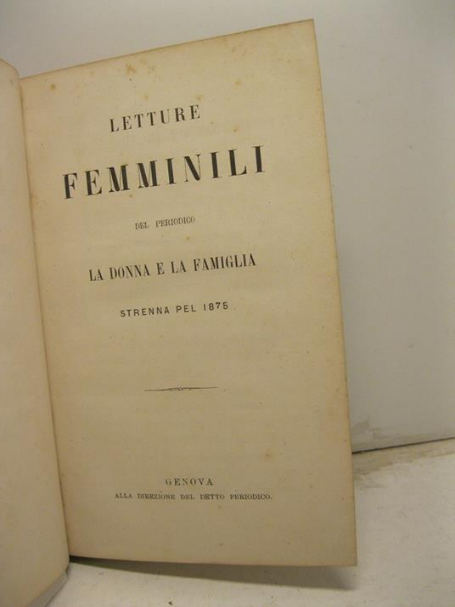 LETTURE
FEMMINILI
DEL PERIODICO
LA DONNA E LA FAMIGLIA
STRENNA PEL 1875
GENOVA
ALLA DIREZIONE DEL DETTO PERIODICO.